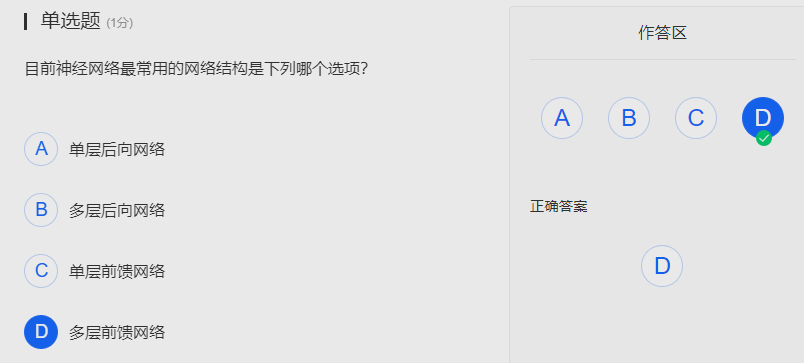 单选题 (1分)
目前神经网络最常用的网络结构是下列哪个选项?
A 单层后向网络
B 多层后向网络
C 单层前馈网络
D 多层前馈网络
作答区
A B C D
正确答案
D